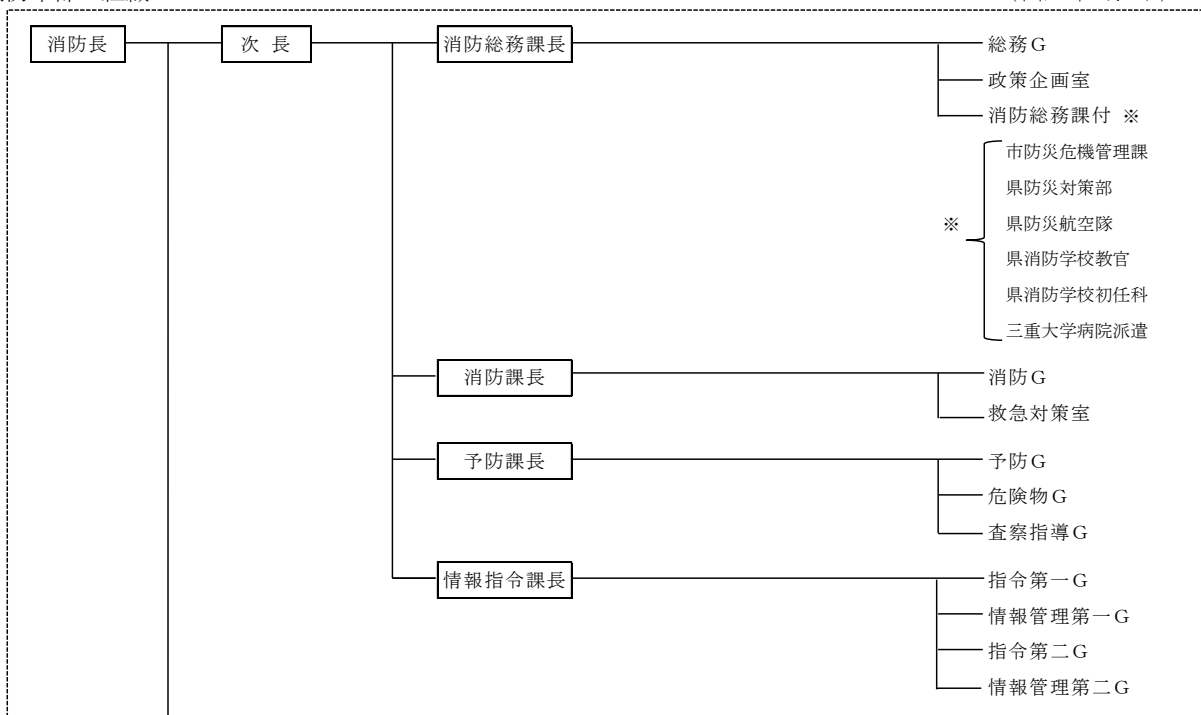 消防長 次長 消防総務課長 総務G
政策企画室
消防総務課付 ※
市防災危機管理課
県防災対策部
※ 県防災航空隊
県消防学校教官
県消防学校初任科
三重大学病院派遣
消防課長 消防G
救急対策室
予防課長 予防G
危険物G
査察指導G
情報指令課長 指令第一G
情報管理第一G
指令第二G
情報管理第二G